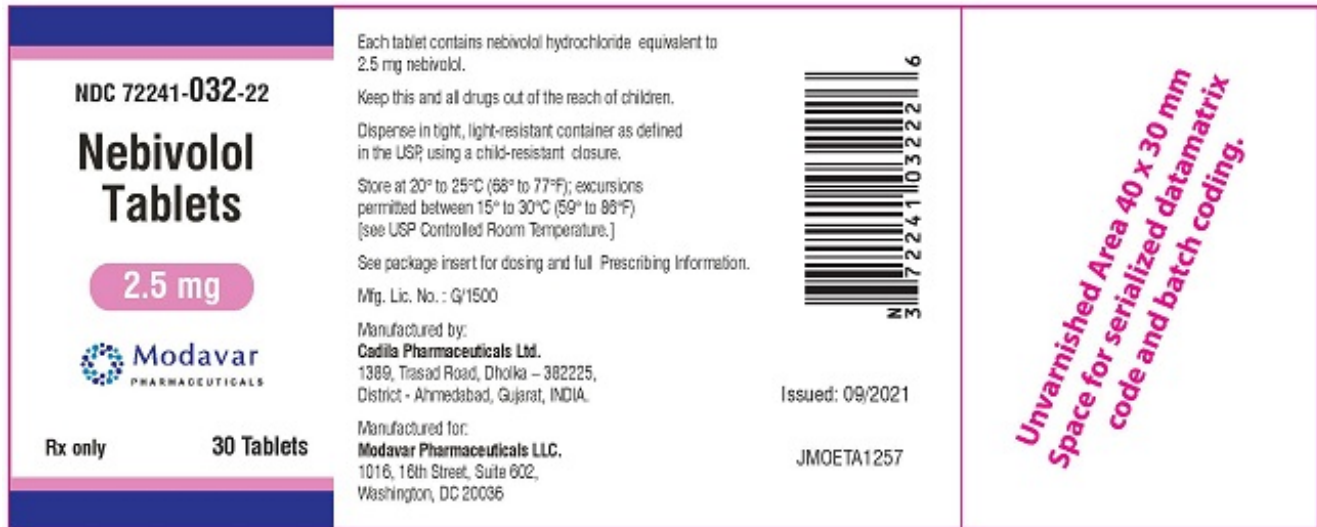 NDC 72241-032-22
Nebivolol
Tablets
2.5 mg
Modavar
PHARMACEUTICALS
Rx only 30 Tablets
Each tablet contains nebivolol hydrochloride equivalent to
2.5 mg nebivolol.
Keep this and all drugs out of the reach of children.
Dispense in tight, light-resistant container as defined
in the USP, using a child-resistant closure.
Store at 20° to 25°C (68° to 77°F); excursions
permitted between 15° to 30°C (59° to 86°F)
[see USP Controlled Room Temperature.]
See package insert for dosing and full Prescribing Information.
Mfg. Lic. No. : G/1500
Manufactured by:
Cadila Pharmaceuticals Ltd.
1389, Trasad Road, Dholka – 382225,
District - Ahmedabad, Gujarat, INDIA.
Manufactured for:
Modavar Pharmaceuticals LLC.
1016, 16th Street, Suite 602,
Washington, DC 20036
N
3 72241 03222 6
Issued: 09/2021
JMOETA1257
Unvarnished Area 40 x 30 mm
Space for serialized datamatrix
code and batch coding.